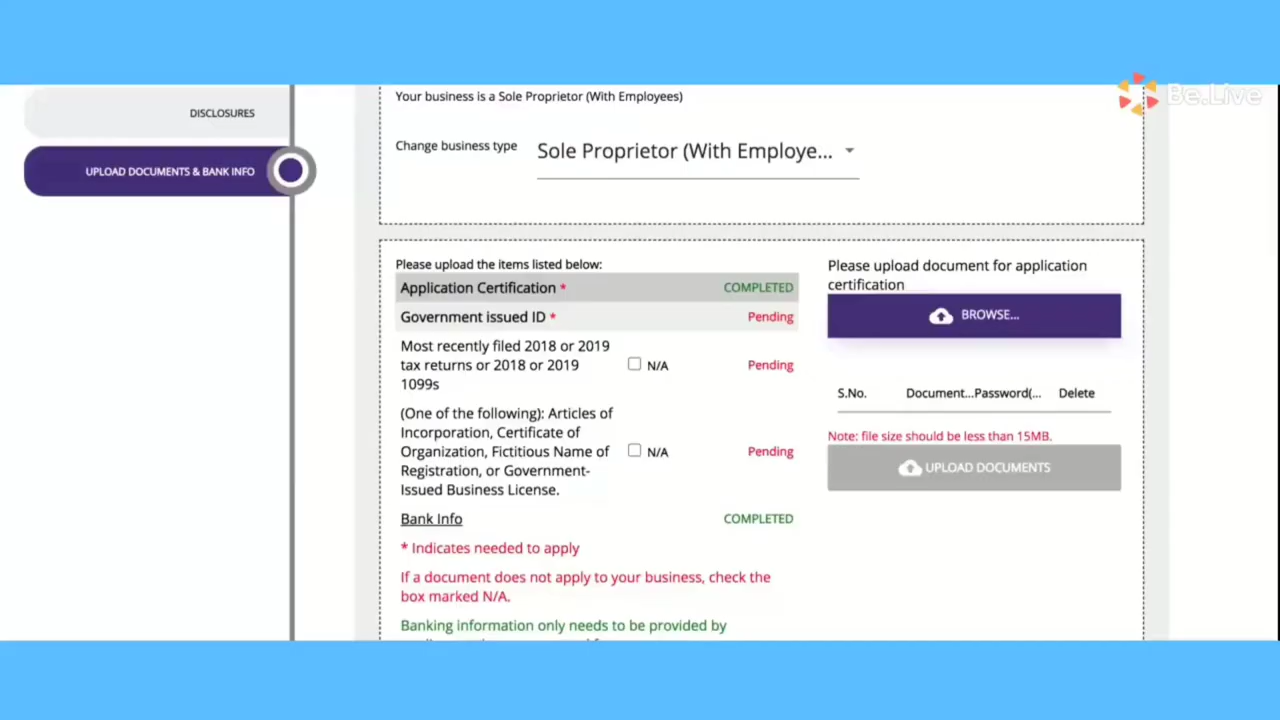 Be.Live
Your business is a Sole Proprietor (With Employees)
DISCLOSURES
Change business type
Sole Proprietor (With Employe...
UPLOAD DOCUMENTS & BANK INFO
Please upload the items listed below:
Application Certification * COMPLETED
Government issued ID * Pending
Most recently filed 2018 or 2019
tax returns or 2018 or 2019
1099s
N/A
Pending
(One of the following): Articles of
Incorporation, Certificate of
Organization, Fictitious Name of
Registration, or Government-
Issued Business License.
N/A
Pending
Bank Info COMPLETED
* Indicates needed to apply
If a document does not apply to your business, check the
box marked N/A.
Banking information only needs to be provided by
Please upload document for application
certification
BROWSE...
S.No. Document...Password(... Delete
Note: file size should be less than 15MB.
UPLOAD DOCUMENTS